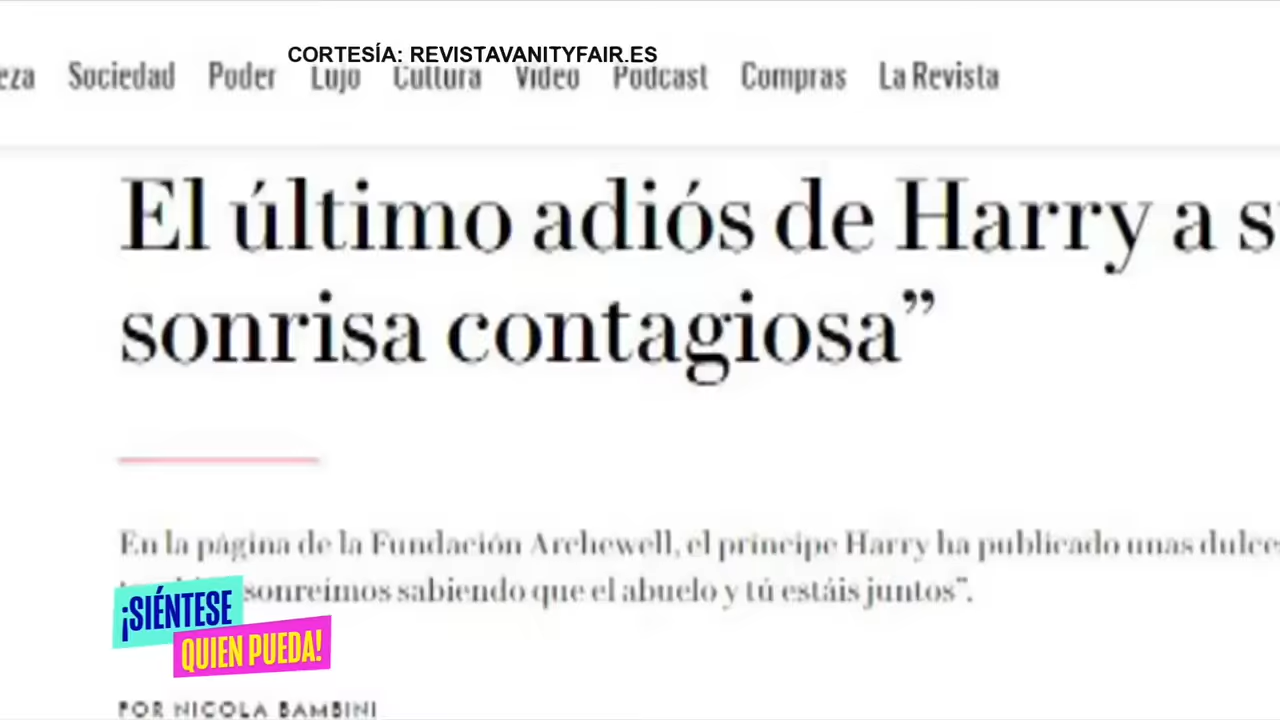 CORTESÍA: REVISTAVANITYFAIR.ES
Sociedad Poder Lujo Cultura Video Podcast Compras La Revista
El último adiós de Harry a
sonrisa contagiosa”
En la página de la Fundación Archewell, el príncipe Harry ha publicado unas
sonreímos sabiendo que el abuelo y tú estáis juntos”.
¡SIÉNTESE
QUIEN PUEDA!
POR NICOLA BAMBINI